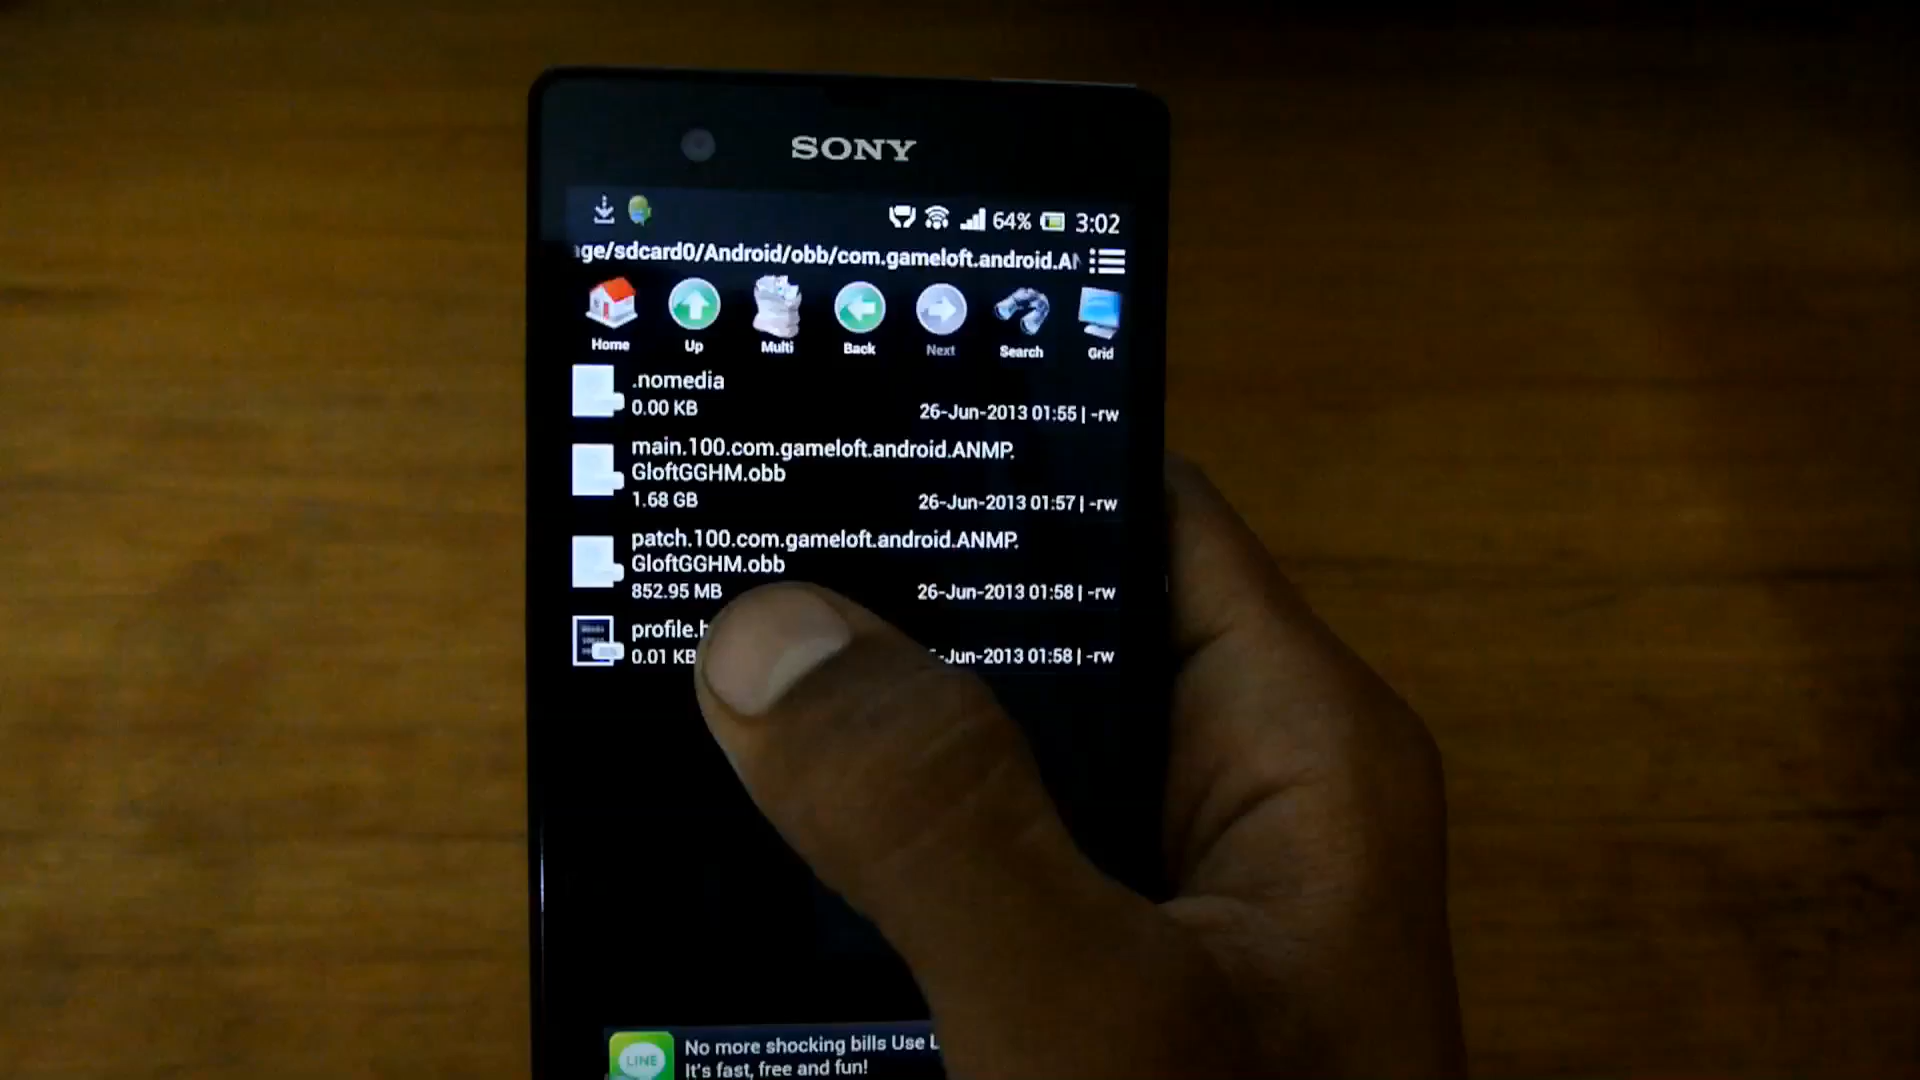 SONY
64% 3:02
ge/sdcard0/Android/obb/com.gameloft.android.AN
Home Up Multi Back Next Search Grid
.nomedia
0.00 KB 26-Jun-2013 01:55 | -rw
main.100.com.gameloft.android.ANMP.
GloftGGHM.obb
1.68 GB 26-Jun-2013 01:57 | -rw
patch.100.com.gameloft.android.ANMP.
GloftGGHM.obb
852.95 MB 26-Jun-2013 01:58 | -rw
profile.
0.01 KB -Jun-2013 01:58 | -rw
LINE
No more shocking bills Use L
It's fast, free and fun!